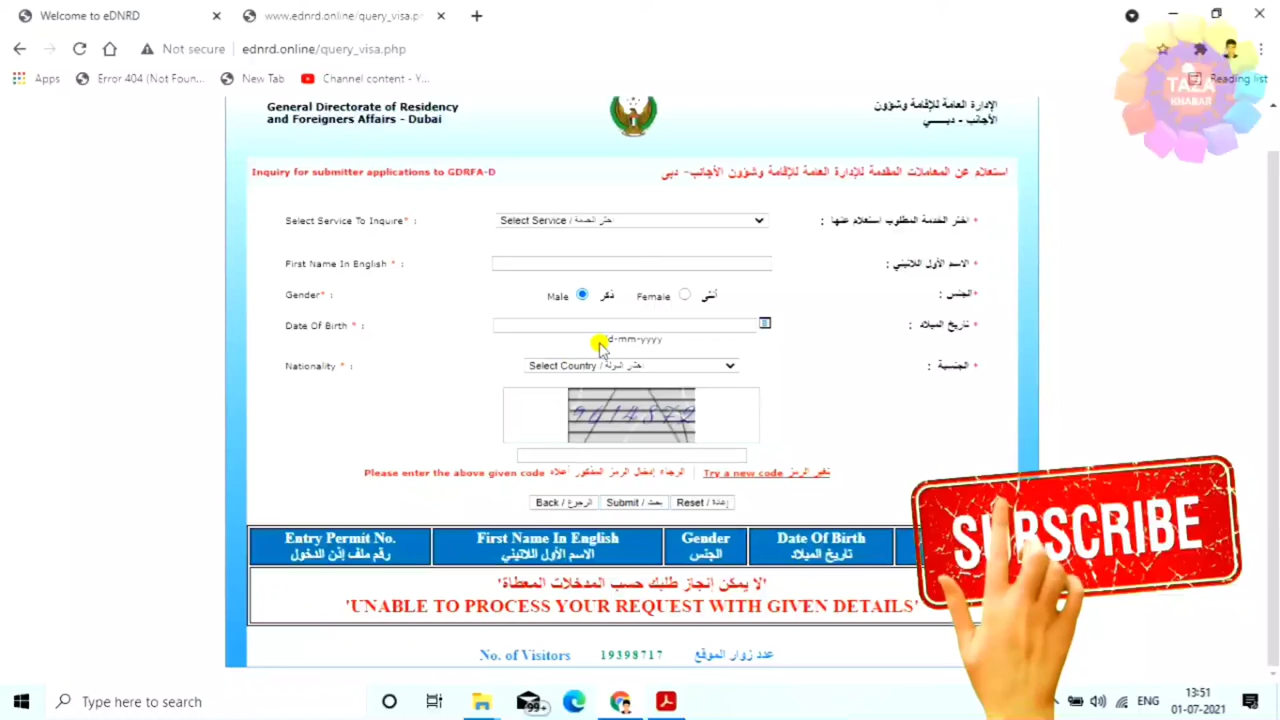 Welcome to eDNRD
www.ednrd.online/query_visa.p
Not secure
ednrd.online/query_visa.php
Apps
Error 404 (Not Foun...
New Tab
Channel content - Y...
Reading list
TAZA
KHABAR
General Directorate of Residency
and Foreigners Affairs - Dubai
الإدارة العامة للإقامة وشؤون
الأجانب - دبـــــي
Inquiry for submitter applications to GDRFA-D
استعلام عن المعاملات المقدمة للإدارة العامة للإقامة وشؤون الأجانب- دبى
Select Service To Inquire* :
Select Service / اختر الخدمة
* اختر الخدمة المطلوب استعلام عنها :
First Name In English * :
* الاسم الأول اللاتيني :
Gender* :
Male ذكر Female أنثى
*الجنس :
Date Of Birth * :
* تاريخ الميلاد :
d-mm-yyyy
Nationality * :
Select Country / اختر الدولة
* الجنسية :
Please enter the above given code الرجاء إدخال الرمز المذكور أعلاه
Try a new code تغيير الرمز
Back / الرجوع
Submit / بحث
Reset / إعادة
Entry Permit No.
رقم ملف إذن الدخول
First Name In English
الاسم الأول اللاتيني
Gender
الجنس
Date Of Birth
تاريخ الميلاد
'لا يمكن إنجاز طلبك حسب المدخلات المعطاة'
'UNABLE TO PROCESS YOUR REQUEST WITH GIVEN DETAILS'
No. of Visitors 19398717 عدد زوار الموقع
SUBSCRIBE
Type here to search
99+
ENG
13:51
01-07-2021